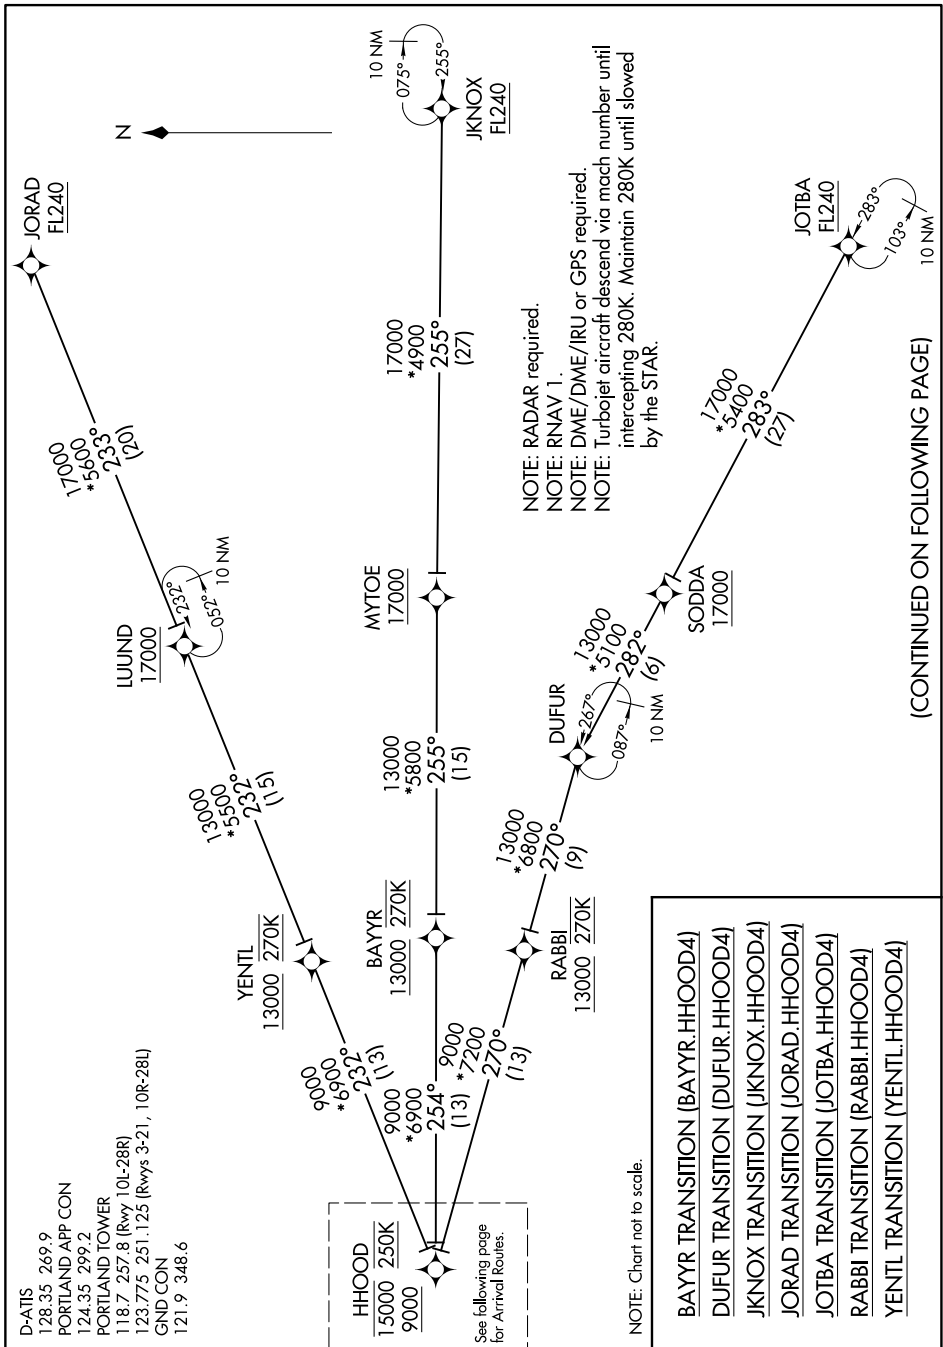 D-ATIS
128.35 269.9
PORTLAND APP CON
124.35 299.2
PORTLAND TOWER
118.7 257.8 (Rwy 10L-28R)
123.775 251.125 (Rwys 3-21, 10R-28L)
GND CON
121.9 348.6
N
JORAD
FL240
17000
*5600
233°
(20)
LUUND
17000
232°
052°
10 NM
13000
*5500
232°
(15)
YENTL
13000 270K
9000
*6900
232°
(13)
JKNOX
FL240
10 NM
075°
255°
17000
*4900
255°
(27)
MYTOE
17000
13000
*5800
255°
(15)
BAYYR
13000 270K
9000
*6900
254°
(13)
NOTE: RADAR required.
NOTE: RNAV 1.
NOTE: DME/DME/IRU or GPS required.
NOTE: Turbojet aircraft descend via mach number until
intercepting 280K. Maintain 280K until slowed
by the STAR.
JOTBA
FL240
283°
103°
10 NM
17000
*5400
283°
(27)
SODDA
17000
13000
*5100
282°
(6)
DUFUR
267°
087°
10 NM
13000
*6800
270°
(9)
RABBI
13000 270K
9000
*7200
270°
(13)
HHOOD
15000 250K
9000
See following page
for Arrival Routes.
(CONTINUED ON FOLLOWING PAGE)
NOTE: Chart not to scale.
BAYYR TRANSITION (BAYYR.HHOOD4)
DUFUR TRANSITION (DUFUR.HHOOD4)
JKNOX TRANSITION (JKNOX.HHOOD4)
JORAD TRANSITION (JORAD.HHOOD4)
JOTBA TRANSITION (JOTBA.HHOOD4)
RABBI TRANSITION (RABBI.HHOOD4)
YENTL TRANSITION (YENTL.HHOOD4)